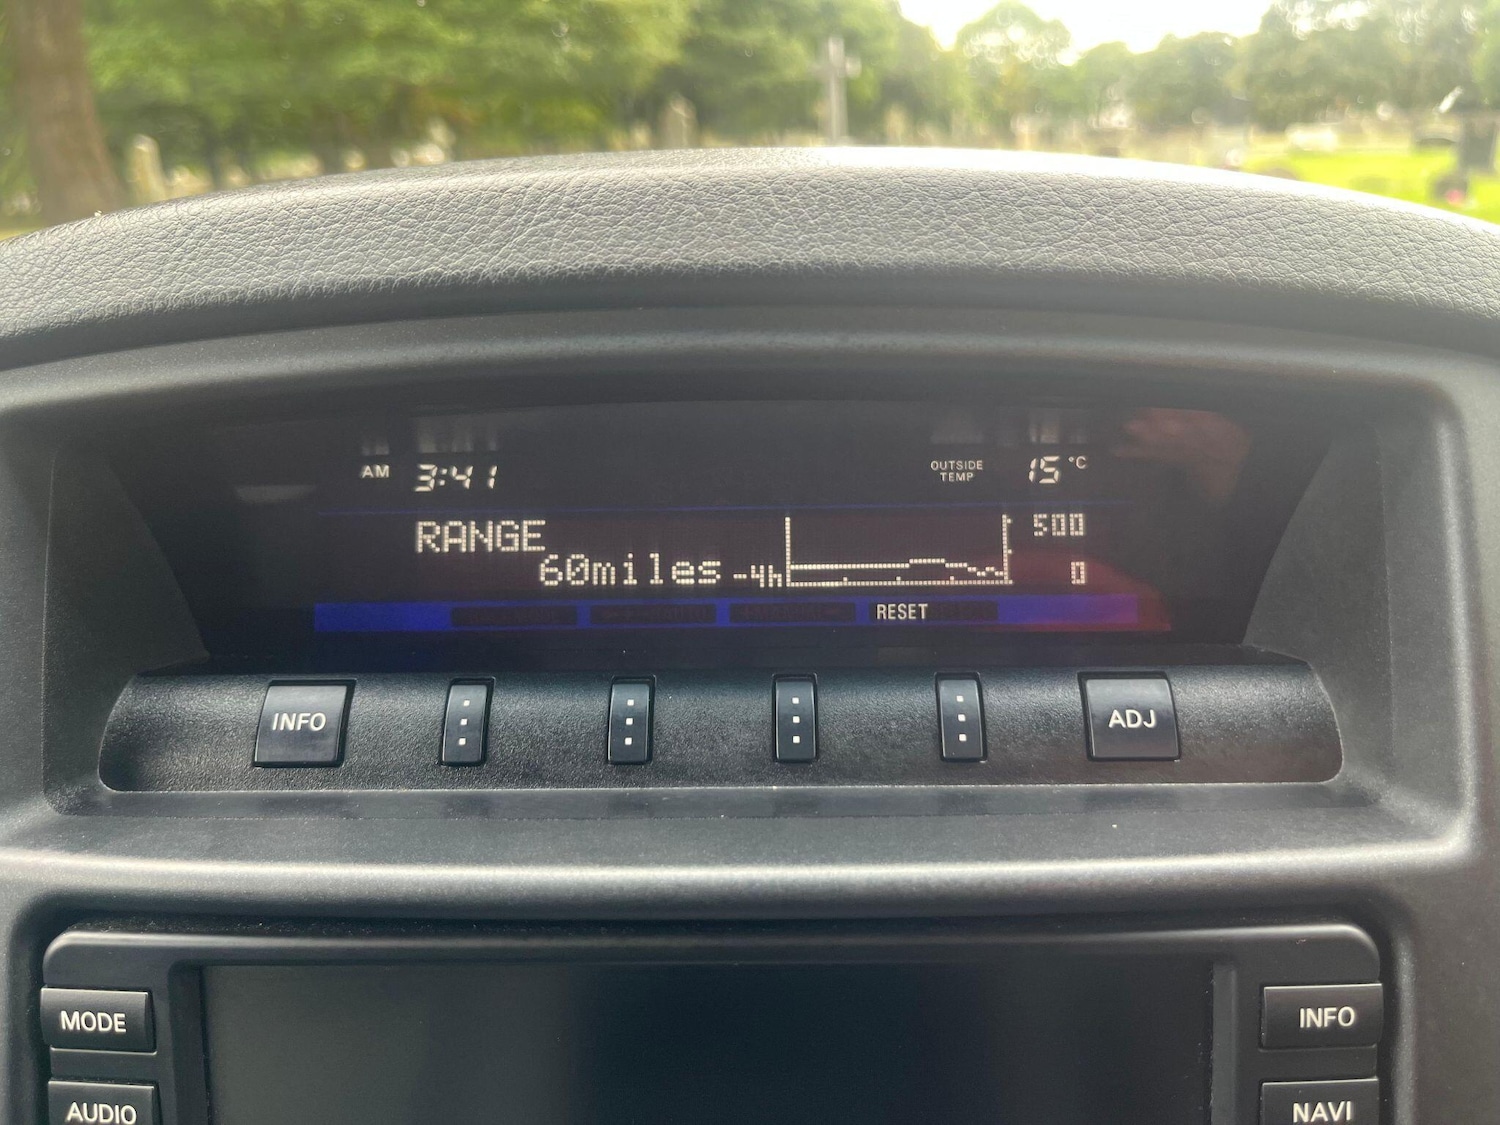 AM 3:41 OUTSIDE TEMP 15 °C
RANGE 500
60miles -4h 0
RESET
INFO ADJ
MODE INFO
AUDIO NAVI